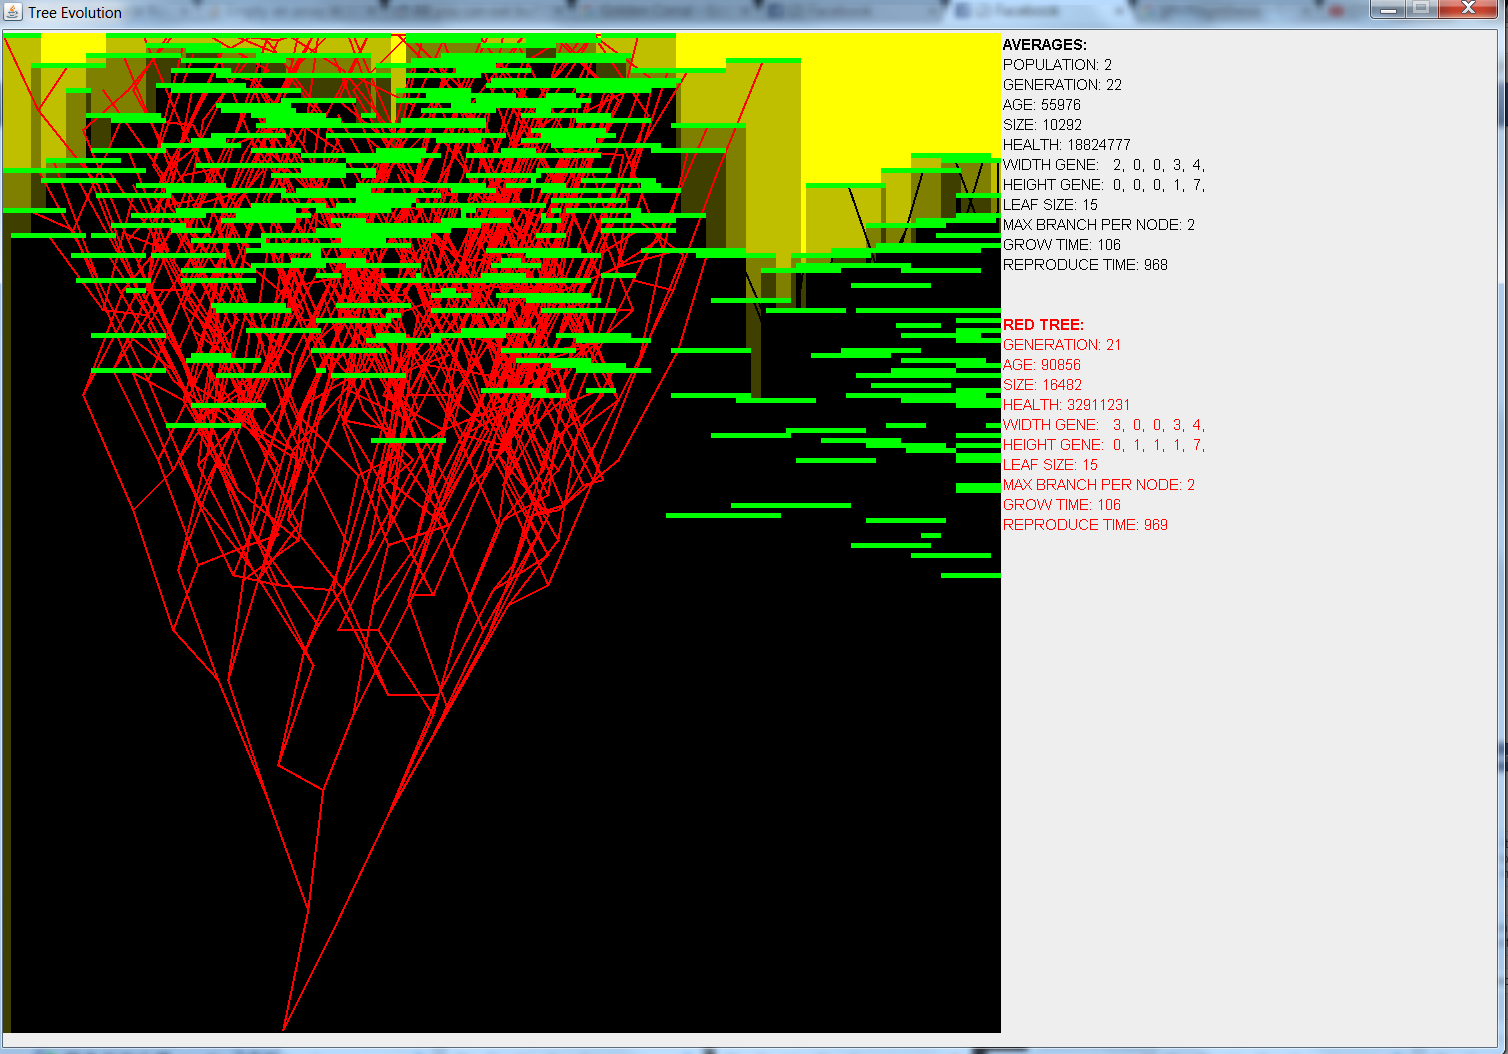 Tree Evolution
AVERAGES:
POPULATION: 2
GENERATION: 22
AGE: 55976
SIZE: 10292
HEALTH: 18824777
WIDTH GENE: 2, 0, 0, 3, 4,
HEIGHT GENE: 0, 0, 0, 1, 7,
LEAF SIZE: 15
MAX BRANCH PER NODE: 2
GROW TIME: 106
REPRODUCE TIME: 968
RED TREE:
GENERATION: 21
AGE: 90856
SIZE: 16482
HEALTH: 32911231
WIDTH GENE: 3, 0, 0, 3, 4,
HEIGHT GENE: 0, 1, 1, 1, 7,
LEAF SIZE: 15
MAX BRANCH PER NODE: 2
GROW TIME: 106
REPRODUCE TIME: 969